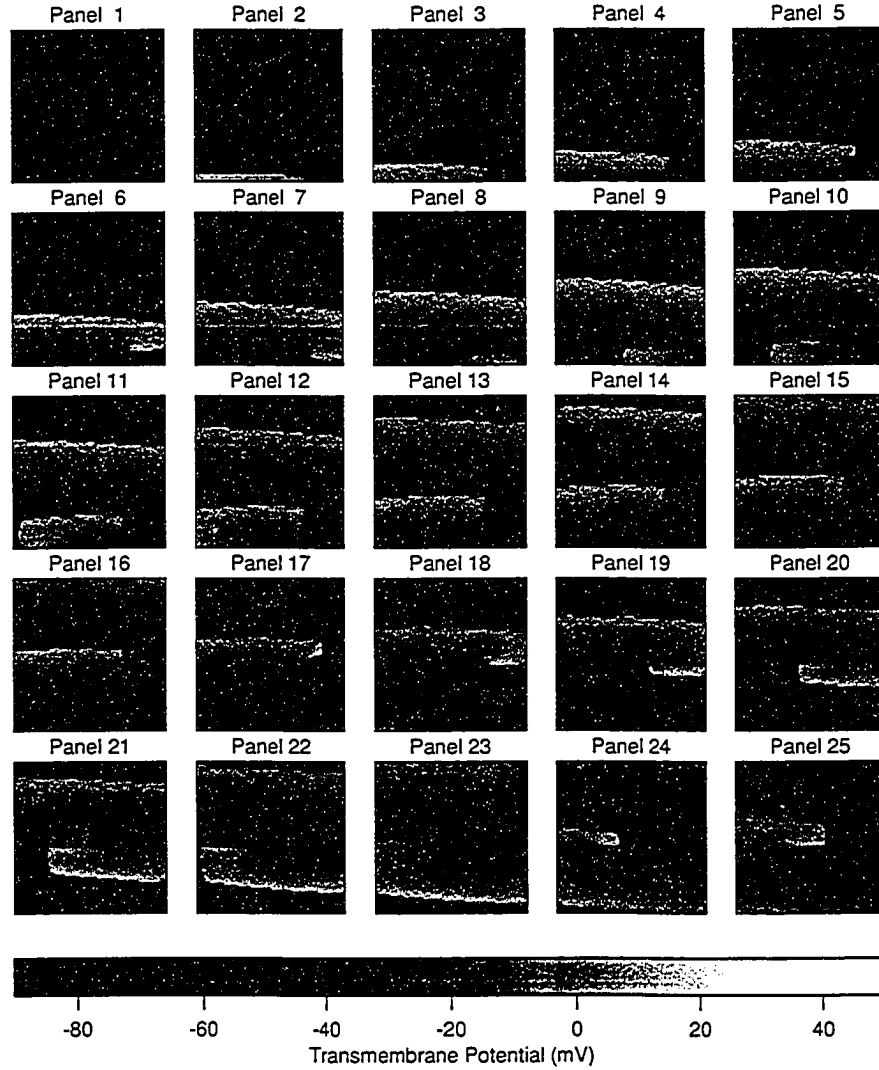 Panel 1 Panel 2 Panel 3 Panel 4 Panel 5
Panel 6 Panel 7 Panel 8 Panel 9 Panel 10
Panel 11 Panel 12 Panel 13 Panel 14 Panel 15
Panel 16 Panel 17 Panel 18 Panel 19 Panel 20
Panel 21 Panel 22 Panel 23 Panel 24 Panel 25
-80 -60 -40 -20 0 20 40
Transmembrane Potential (mV)